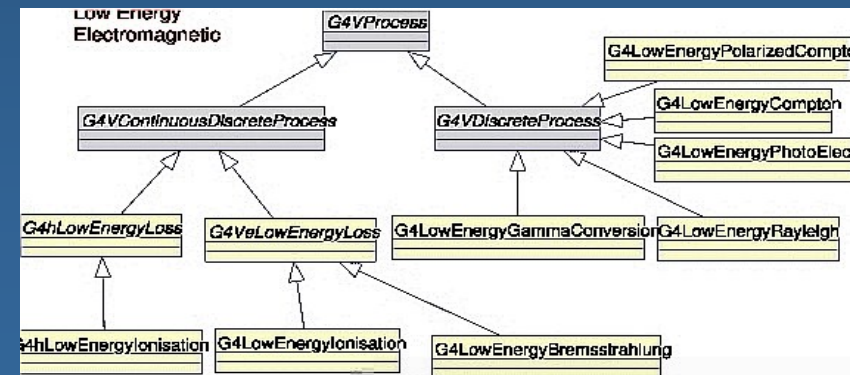 Low Energy
Electromagnetic
G4VProcess
G4LowEnergyPolarizedCompto
G4LowEnergyCompton
G4VContinuousDiscreteProcess
G4VDiscreteProcess
G4LowEnergyPhotoElec
G4hLowEnergyLoss
G4VeLowEnergyLoss
G4LowEnergyGammaConversion
G4LowEnergyRayleigh
G4hLowEnergyIonisation
G4LowEnergyIonisation
G4LowEnergyBremsstrahlung